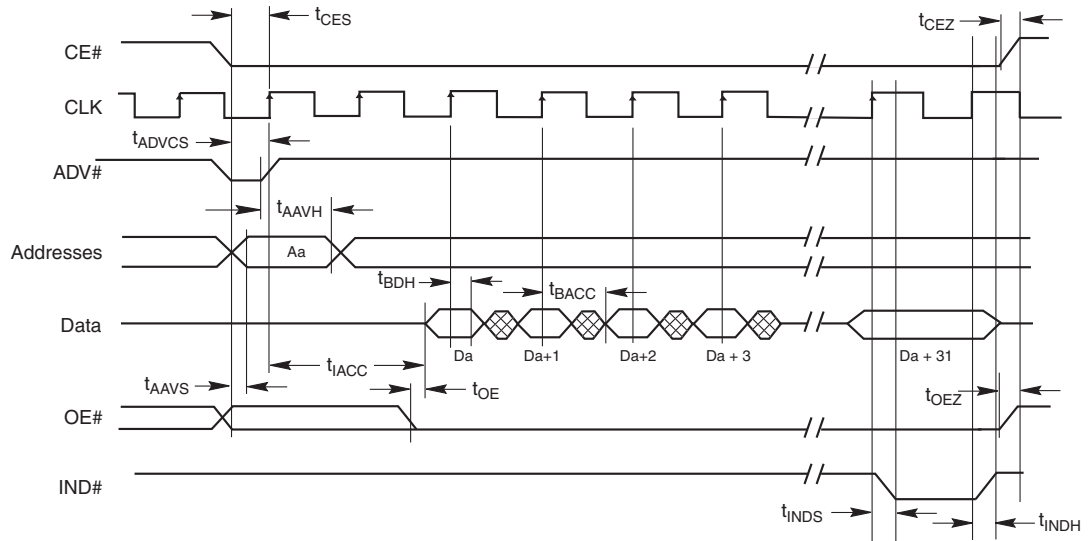 tCES
tCEZ
CE#
CLK
tADVCS
ADV#
tAAVH
Addresses
Aa
tBDH
tBACC
Data
Da
Da+1
Da+2
Da + 3
Da + 31
tIACC
tAAVS
tOE
tOEZ
OE#
IND#
tINDS
tINDH